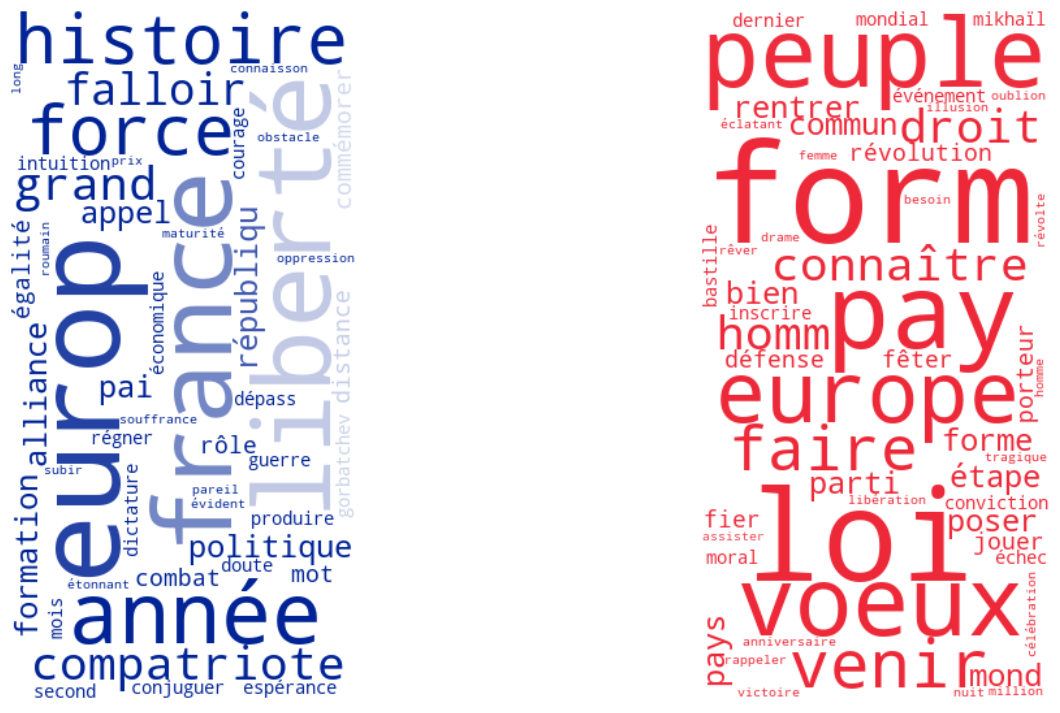 histoire
connaisson
long
falloir
liberté
commémorer
force
courage
obstacle
intuition
prix
grand
france
appel
maturité
républiqu
égalité
roumain
europ
oppression
économique
distance
alliance
pai
dépass
souffrance
régner
rôle
guerre
gorbatchev
subir
dictature
formation
pareil
évident
produire
politique
doute
mot
étonnant
combat
mois
année
compatriote
second
conjuguer
espérance
dernier
mondial
mikhaïl
peuple
événement
oublion
rentrer
illusion
éclatant
commun
droit
femme
révolution
form
besoin
révolte
drame
rêver
bastille
connaître
bien
pay
inscrire
homm
défense
fêter
porteur
homme
europe
faire
forme
tragique
parti
étape
libération
conviction
loi
fier
poser
assister
jouer
moral
échec
voeux
célébration
pays
anniversaire
rappeler
venir
mond
victoire
nuit
million